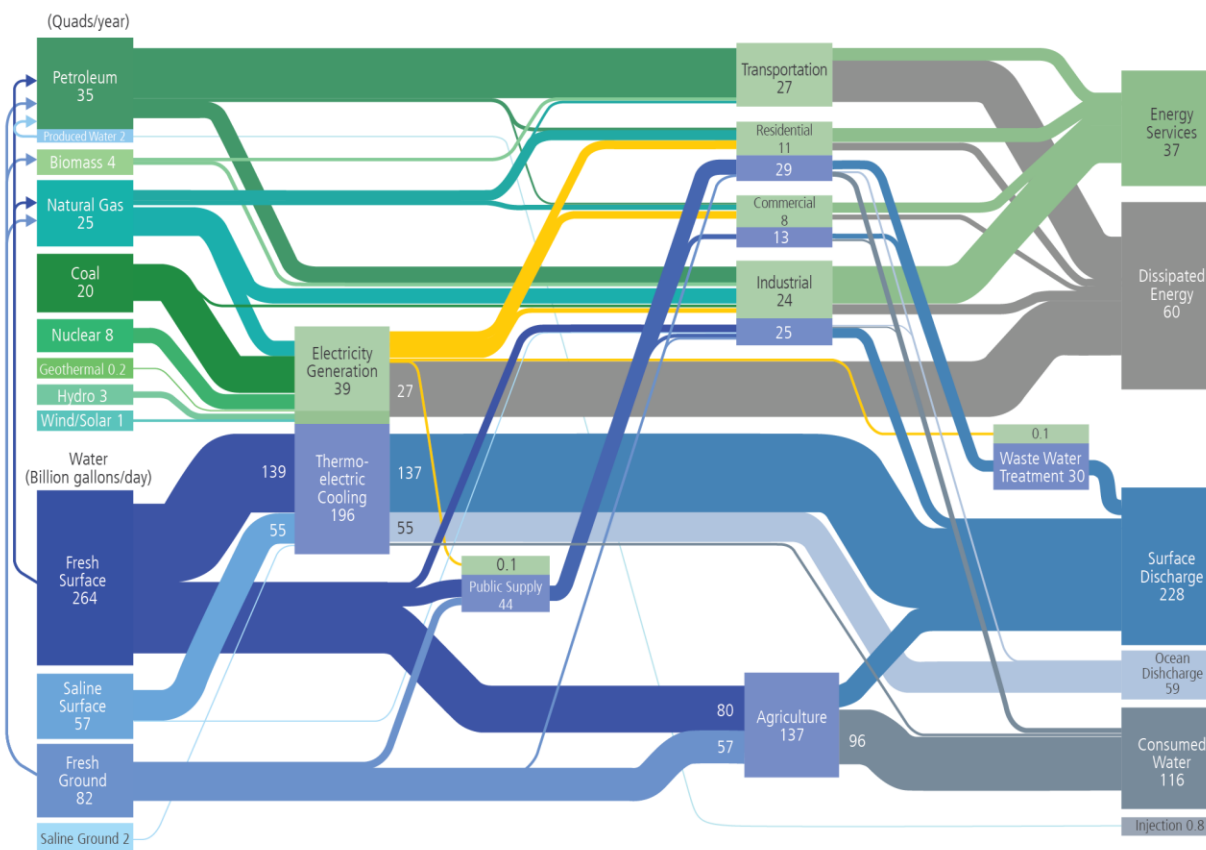 (Quads/year)
Petroleum
35
Produced Water 2
Biomass 4
Natural Gas
25
Coal
20
Nuclear 8
Geothermal 0.2
Hydro 3
Wind/Solar 1
Water
(Billion gallons/day)
Fresh
Surface
264
Saline
Surface
57
Fresh
Ground
82
Saline Ground 2
139
55
Electricity
Generation
39
Thermo-
electric
Cooling
196
27
137
55
0.1
Public Supply
44
Transportation
27
Residential
11
29
Commercial
8
13
Industrial
24
25
80
57
Agriculture
137
96
0.1
Waste Water
Treatment 30
Energy
Services
37
Dissipated
Energy
60
Surface
Discharge
228
Ocean
Dishcharge
59
Consumed
Water
116
Injection 0.8